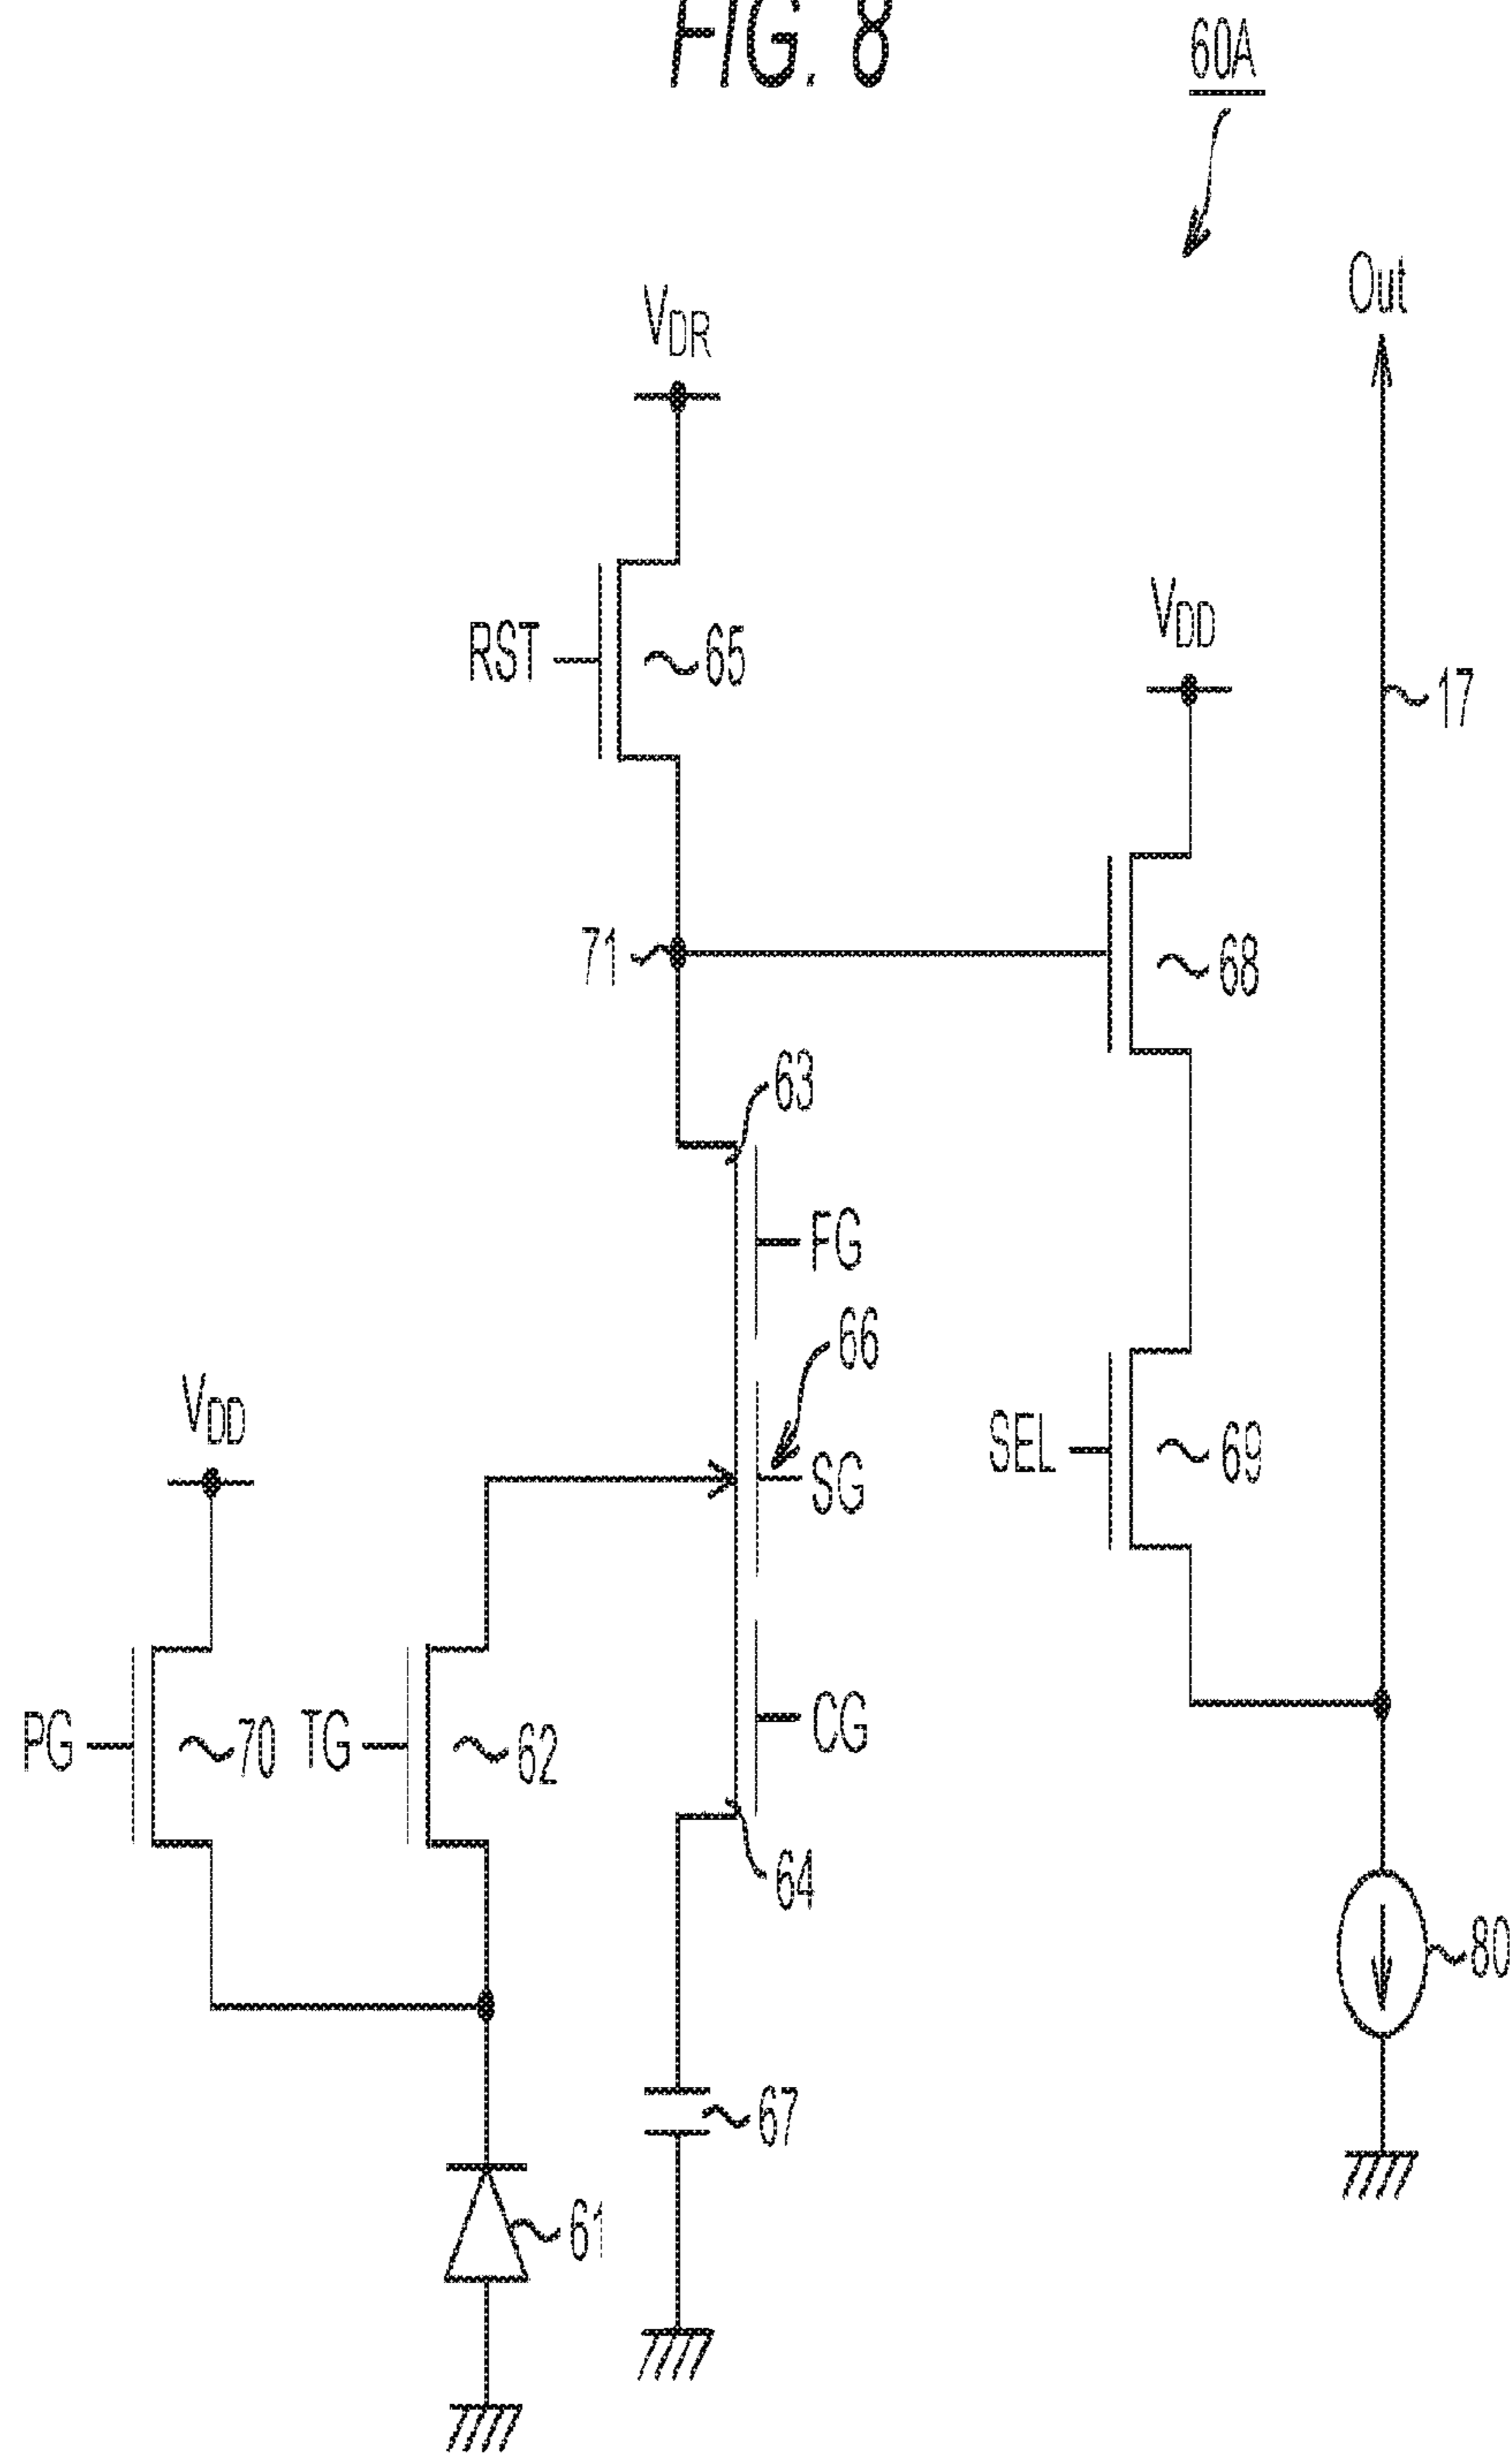 FIG. 8
60A
Out
VDR
RST
65
VDD
17
71
68
63
FG
66
VDD
SEL
69
SG
PG
70
TG
62
CG
64
80
67
61